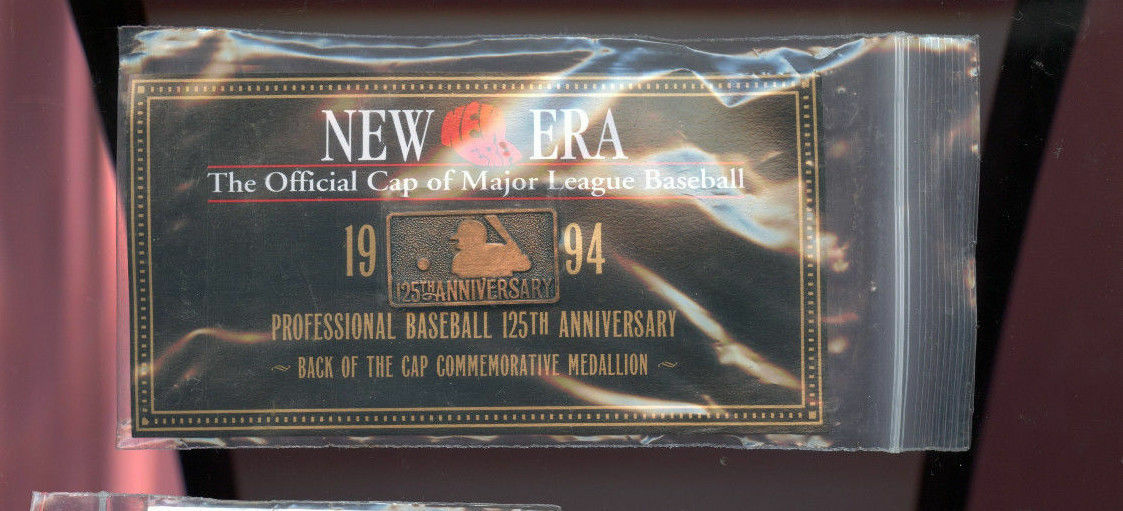 NEW NEW ERA
The Official Cap of Major League Baseball
19 94
125TH ANNIVERSARY
PROFESSIONAL BASEBALL 125TH ANNIVERSARY
~ BACK OF THE CAP COMMEMORATIVE MEDALLION ~